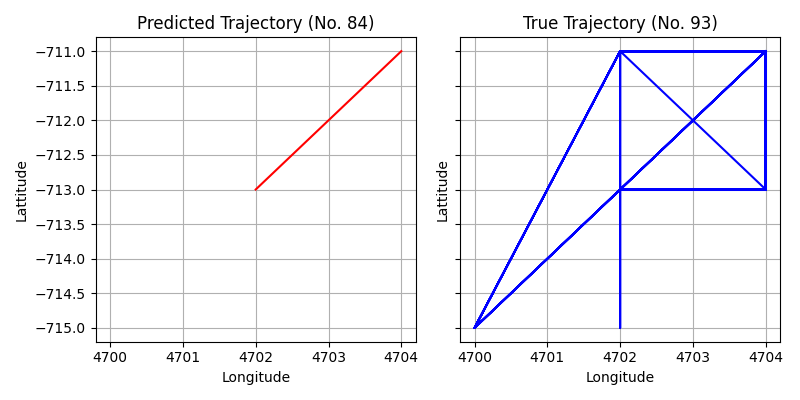 Predicted Trajectory (No. 84)
True Trajectory (No. 93)
Lattitude
−711.0
−711.5
−712.0
−712.5
−713.0
−713.5
−714.0
−714.5
−715.0
4700 4701 4702 4703 4704
Longitude
Lattitude
4700 4701 4702 4703 4704
Longitude